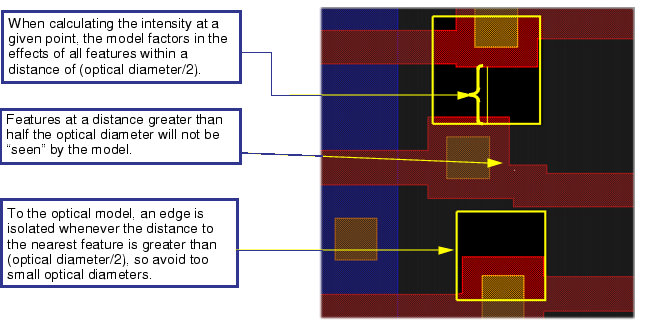 When calculating the intensity at a
given point, the model factors in the
effects of all features within a
distance of (optical diameter/2).
Features at a distance greater than
half the optical diameter will not be
“seen” by the model.
To the optical model, an edge is
isolated whenever the distance to
the nearest feature is greater than
(optical diameter/2), so avoid too
small optical diameters.